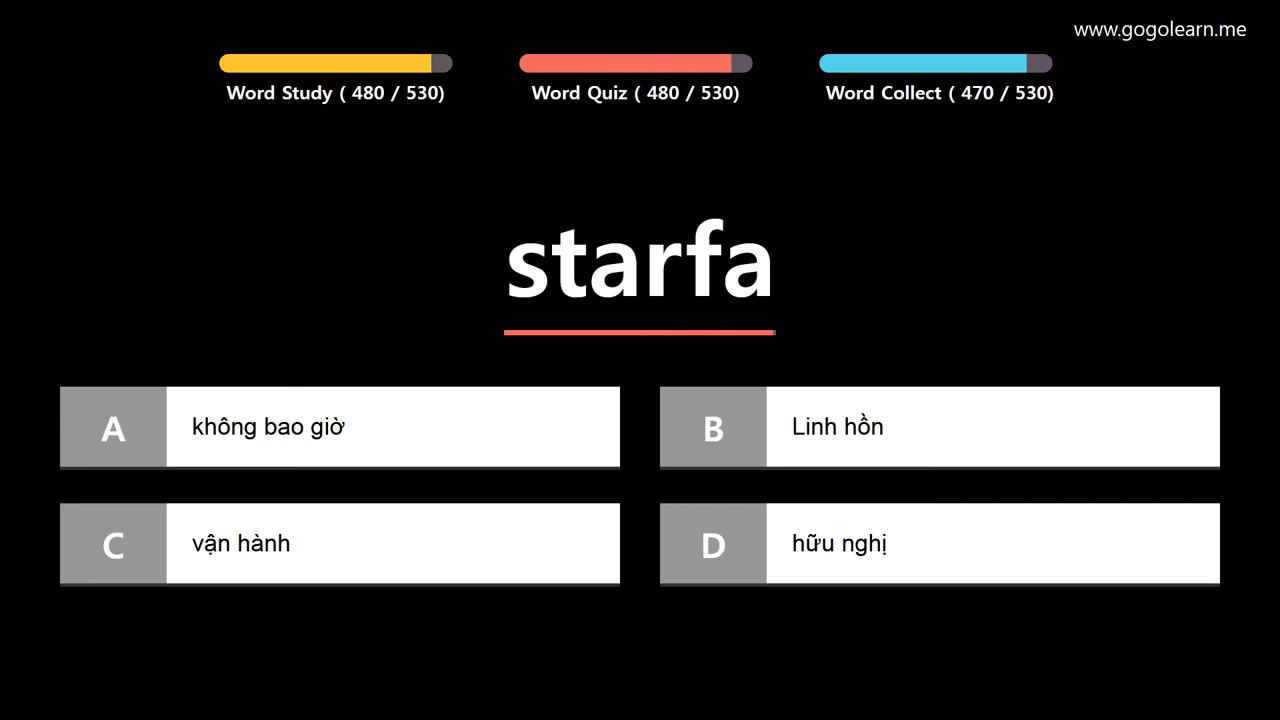 www.gogolearn.me
Word Study ( 480 / 530)
Word Quiz ( 480 / 530)
Word Collect ( 470 / 530)
starfa
A không bao giờ
B Linh hồn
C vận hành
D hữu nghị